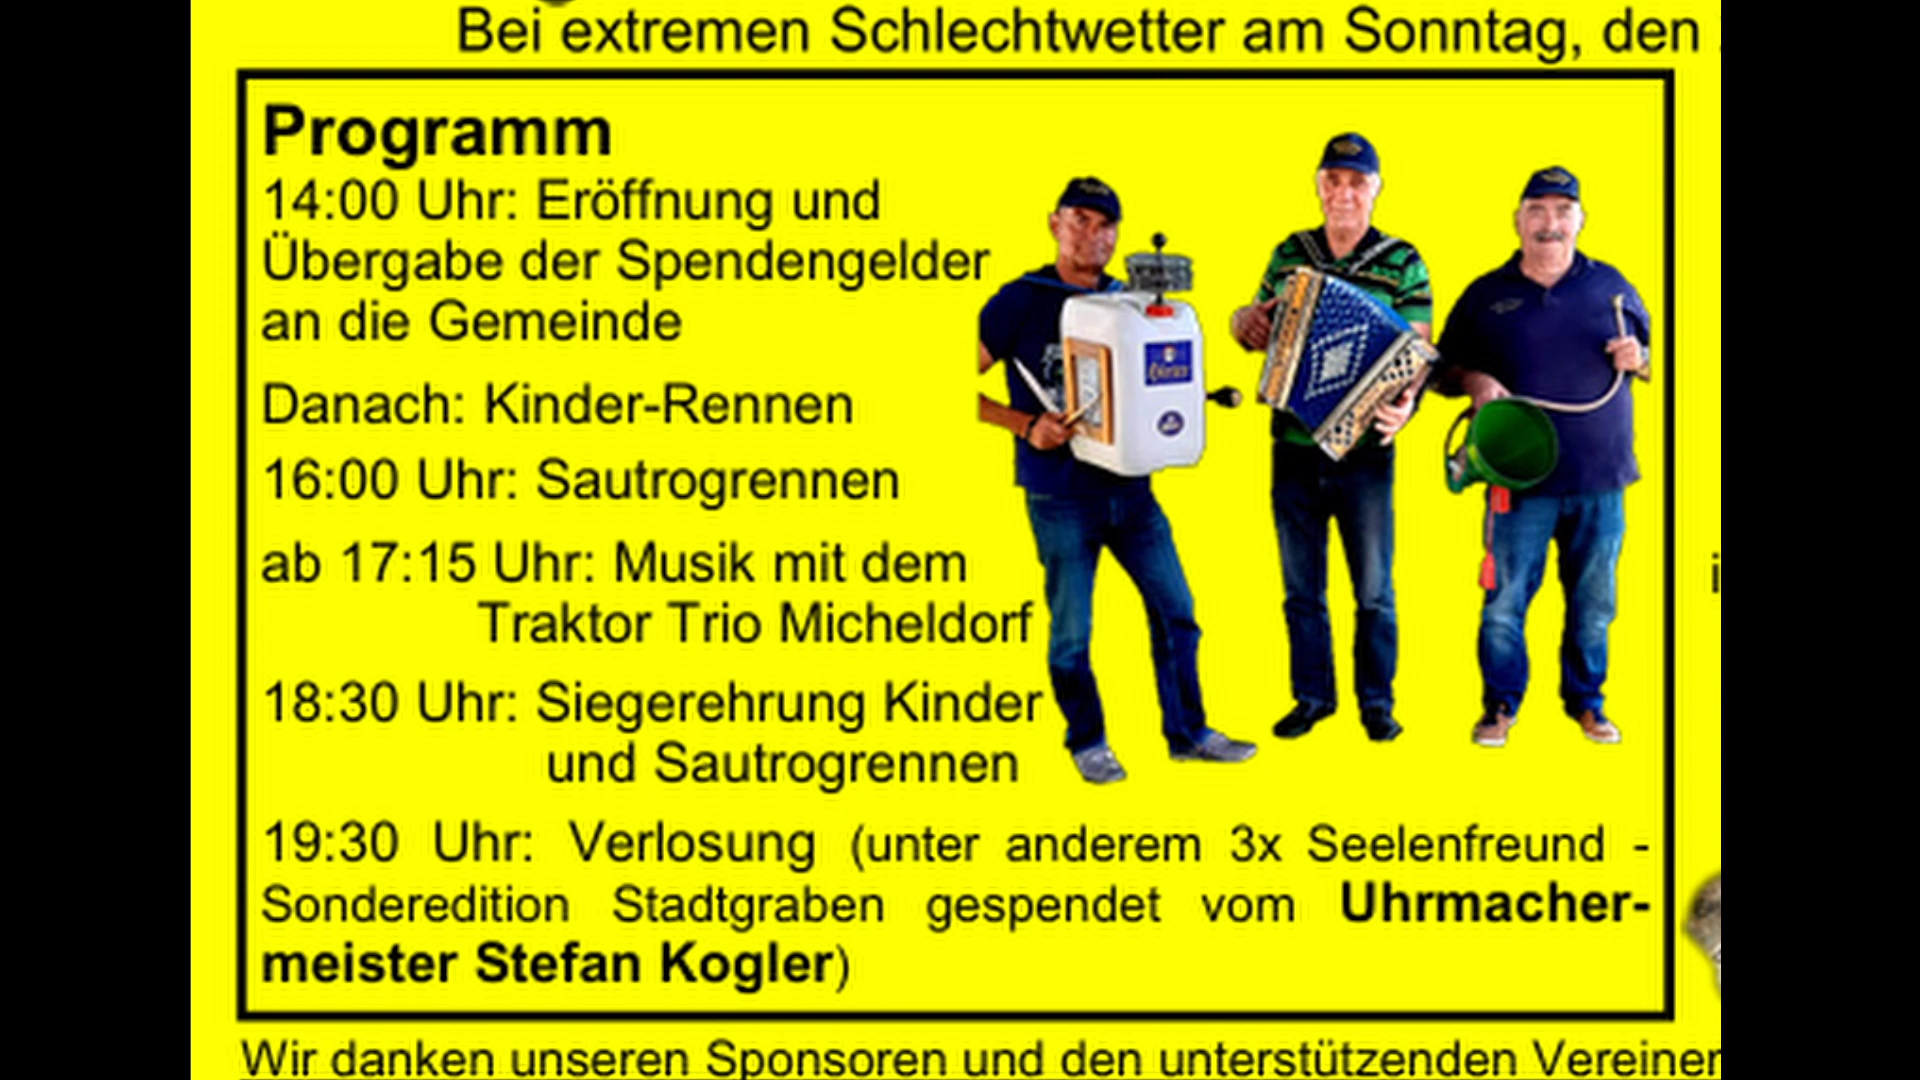 Bei extremen Schlechtwetter am Sonntag, den
Programm
14:00 Uhr: Eröffnung und
Übergabe der Spendengelder
an die Gemeinde
Danach: Kinder-Rennen
16:00 Uhr: Sautrogrennen
ab 17:15 Uhr: Musik mit dem
Traktor Trio Micheldorf
18:30 Uhr: Siegerehrung Kinder
und Sautrogrennen
19:30 Uhr: Verlosung (unter anderem 3x Seelenfreund -
Sonderedition Stadtgraben gespendet vom Uhrmacher-
meister Stefan Kogler)
Wir danken unseren Sponsoren und den unterstützenden